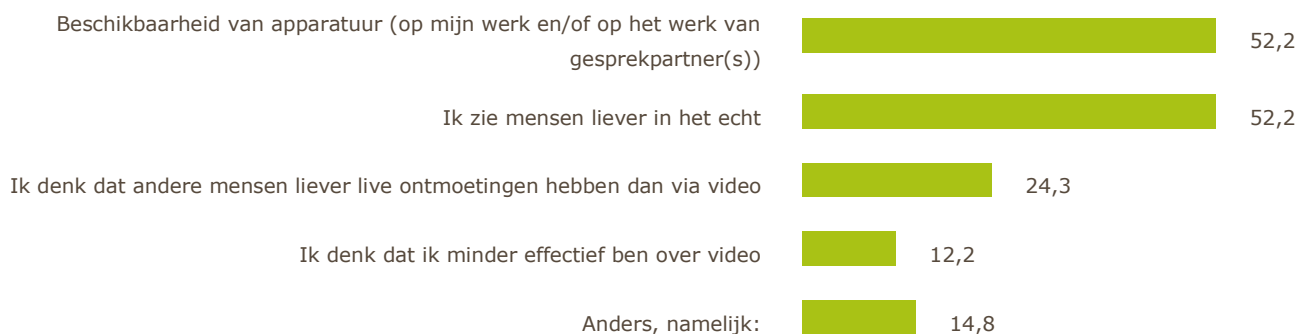 Beschikbaarheid van apparatuur (op mijn werk en/of op het werk van
gesprekpartner(s))
52,2
Ik zie mensen liever in het echt
52,2
Ik denk dat andere mensen liever live ontmoetingen hebben dan via video
24,3
Ik denk dat ik minder effectief ben over video
12,2
Anders, namelijk:
14,8